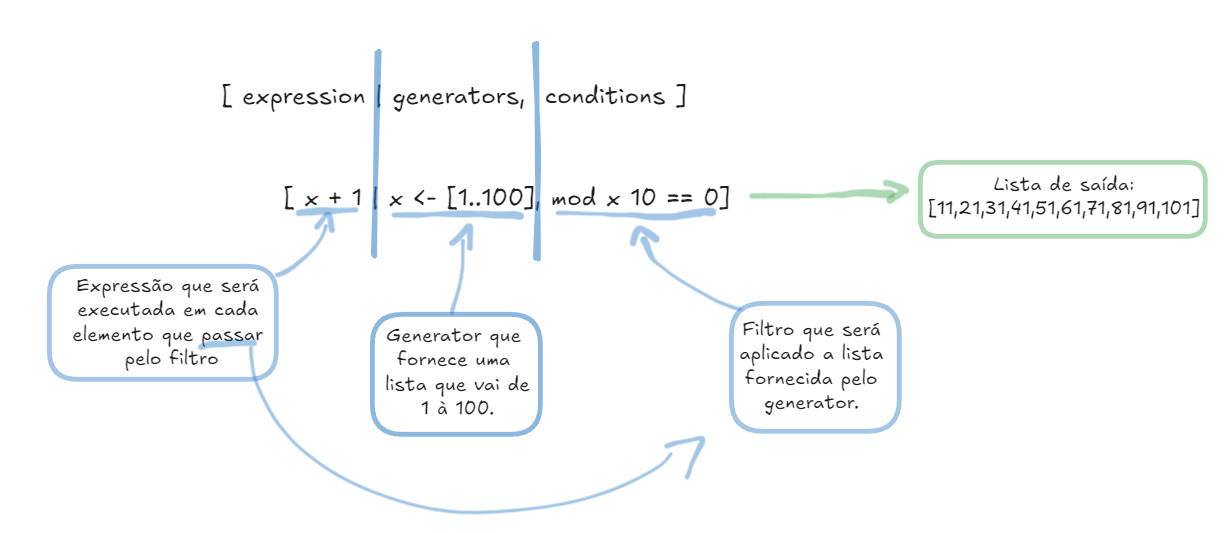 [ expression | generators, conditions ]
[ x + 1 | x <- [1..100], mod x 10 == 0]
Lista de saída:
[11,21,31,41,51,61,71,81,91,101]
Expressão que será
executada em cada
elemento que passar
pelo filtro
Generator que
fornece uma
lista que vai de
1 à 100.
Filtro que será
aplicado a lista
fornecida pelo
generator.